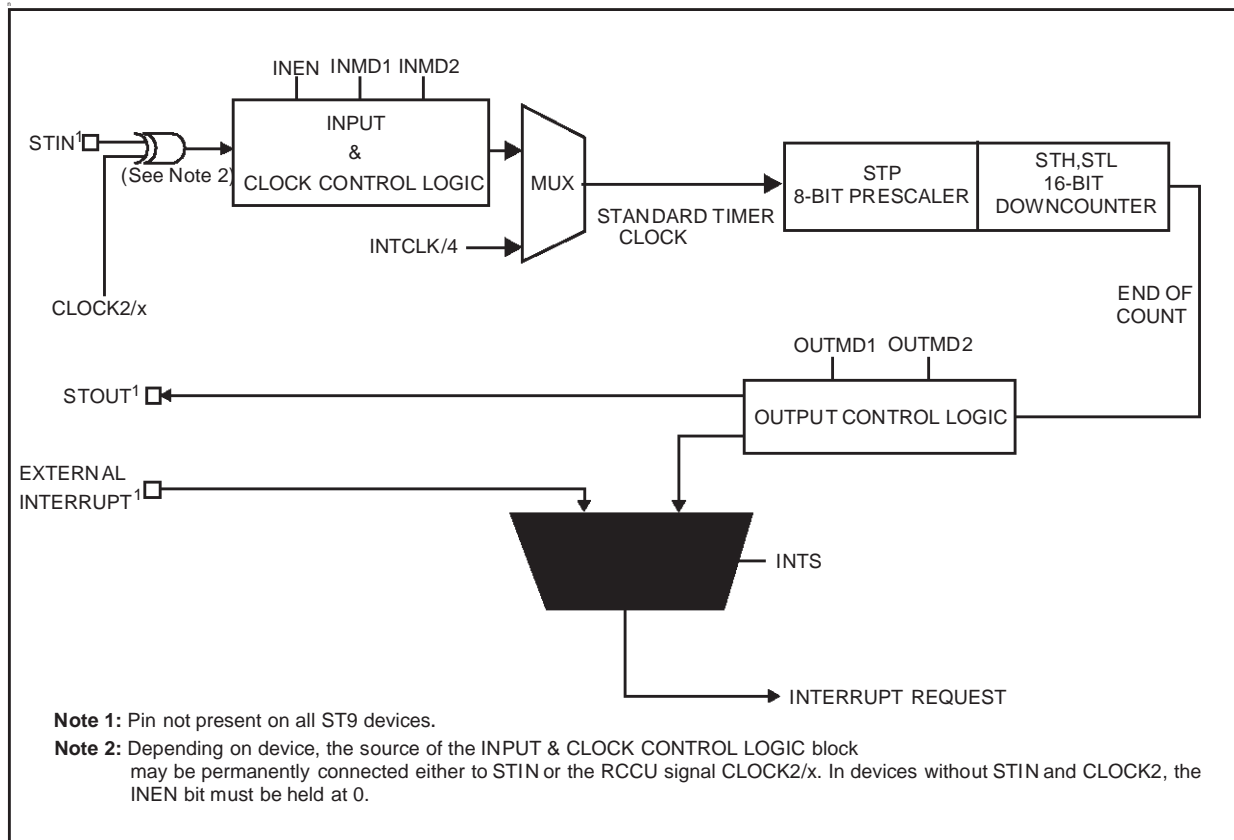 INEN INMD1 INMD2
STIN1
(See Note 2)
INPUT
&
CLOCK CONTROL LOGIC
MUX
INTCLK/4
STANDARD TIMER
CLOCK
STP
8-BIT PRESCALER
STH,STL
16-BIT
DOWNCOUNTER
CLOCK2/x
END OF
COUNT
OUTMD1 OUTMD2
STOUT1
OUTPUT CONTROL LOGIC
EXTERNAL
INTERRUPT1
INTS
INTERRUPT REQUEST
Note 1: Pin not present on all ST9 devices.
Note 2: Depending on device, the source of the INPUT & CLOCK CONTROL LOGIC block
may be permanently connected either to STIN or the RCCU signal CLOCK2/x. In devices without STIN and CLOCK2, the
INEN bit must be held at 0.